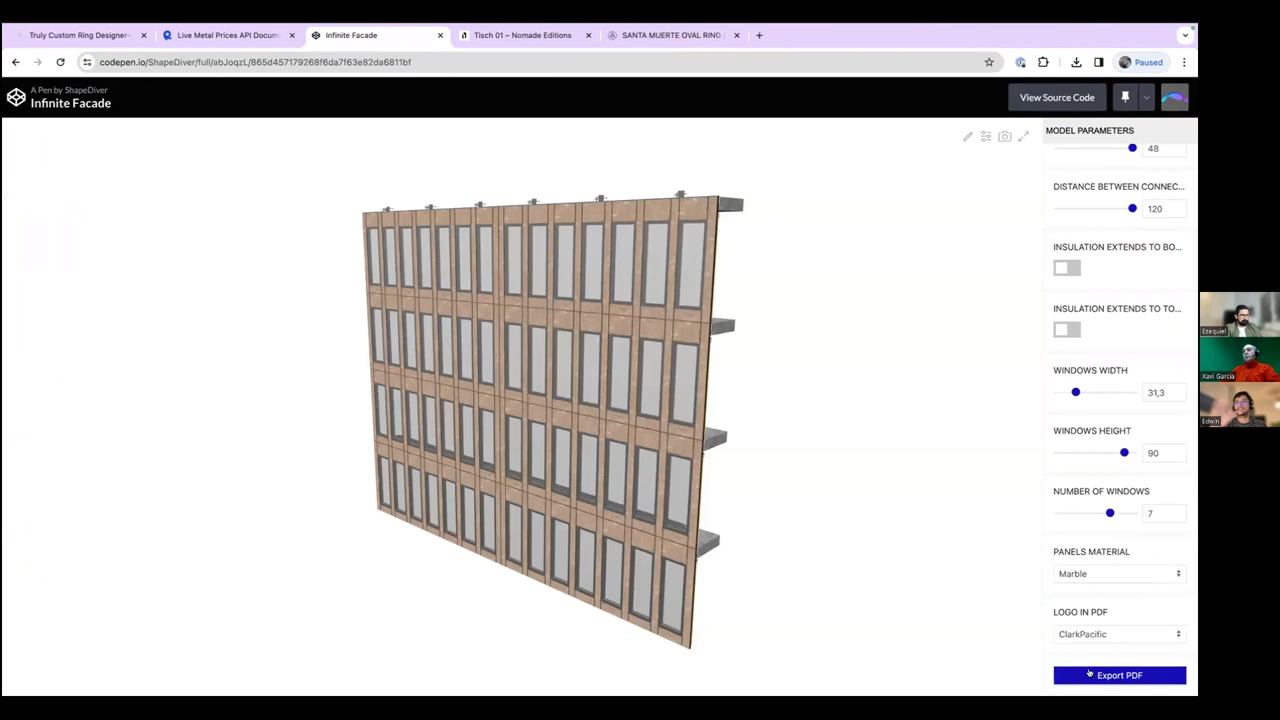 Truly Custom Ring Designer-
Live Metal Prices API Docum
Infinite Facade
Tisch 01 – Nomade Editions
SANTA MUERTE OVAL RING
codepen.io/ShapeDiver/full/abJoqzL/865d457179268f6da7f63e82da6811bf
Paused
A Pen by ShapeDiver
Infinite Facade
View Source Code
MODEL PARAMETERS
48
DISTANCE BETWEEN CONNEC...
120
INSULATION EXTENDS TO BO...
INSULATION EXTENDS TO TO...
WINDOWS WIDTH
31,3
WINDOWS HEIGHT
90
NUMBER OF WINDOWS
7
PANELS MATERIAL
Marble
LOGO IN PDF
ClarkPacific
Export PDF
Ezequiel
Xavi Garcia
Edwin